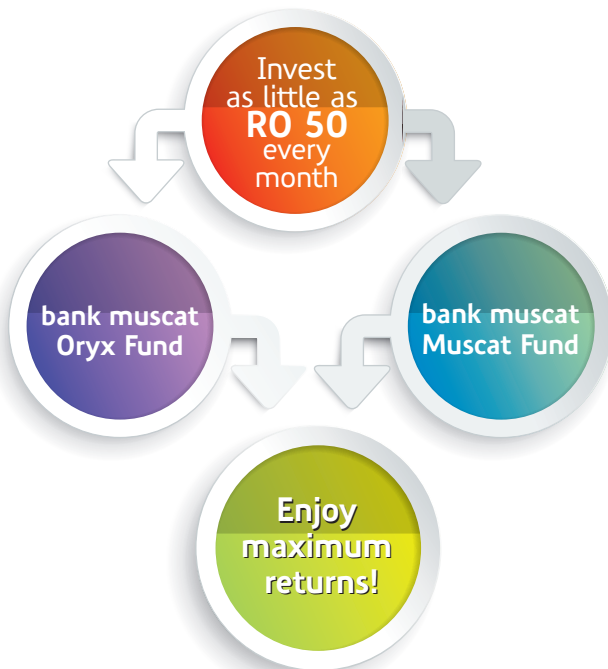 Invest
as little as
RO 50
every
month
bank muscat
Oryx Fund
bank muscat
Muscat Fund
Enjoy
maximum
returns!